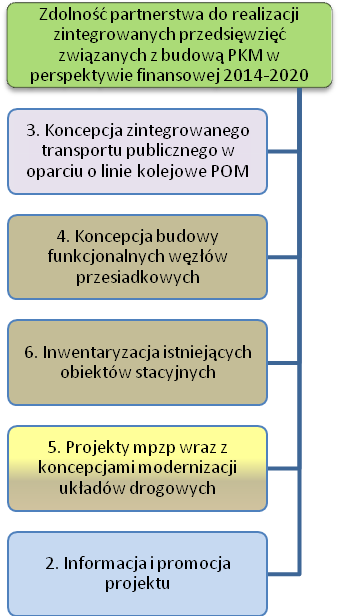 Zdolność partnerstwa do realizacji
zintegrowanych przedsięwzięć
związanych z budową PKM w
perspektywie finansowej 2014-2020
3. Koncepcja zintegrowanego
transportu publicznego w
oparciu o linie kolejowe POM
4. Koncepcja budowy
funkcjonalnych węzłów
przesiadkowych
6. Inwentaryzacja istniejących
obiektów stacyjnych
5. Projekty mpzp wraz z
koncepcjami modernizacji
układów drogowych
2. Informacja i promocja
projektu